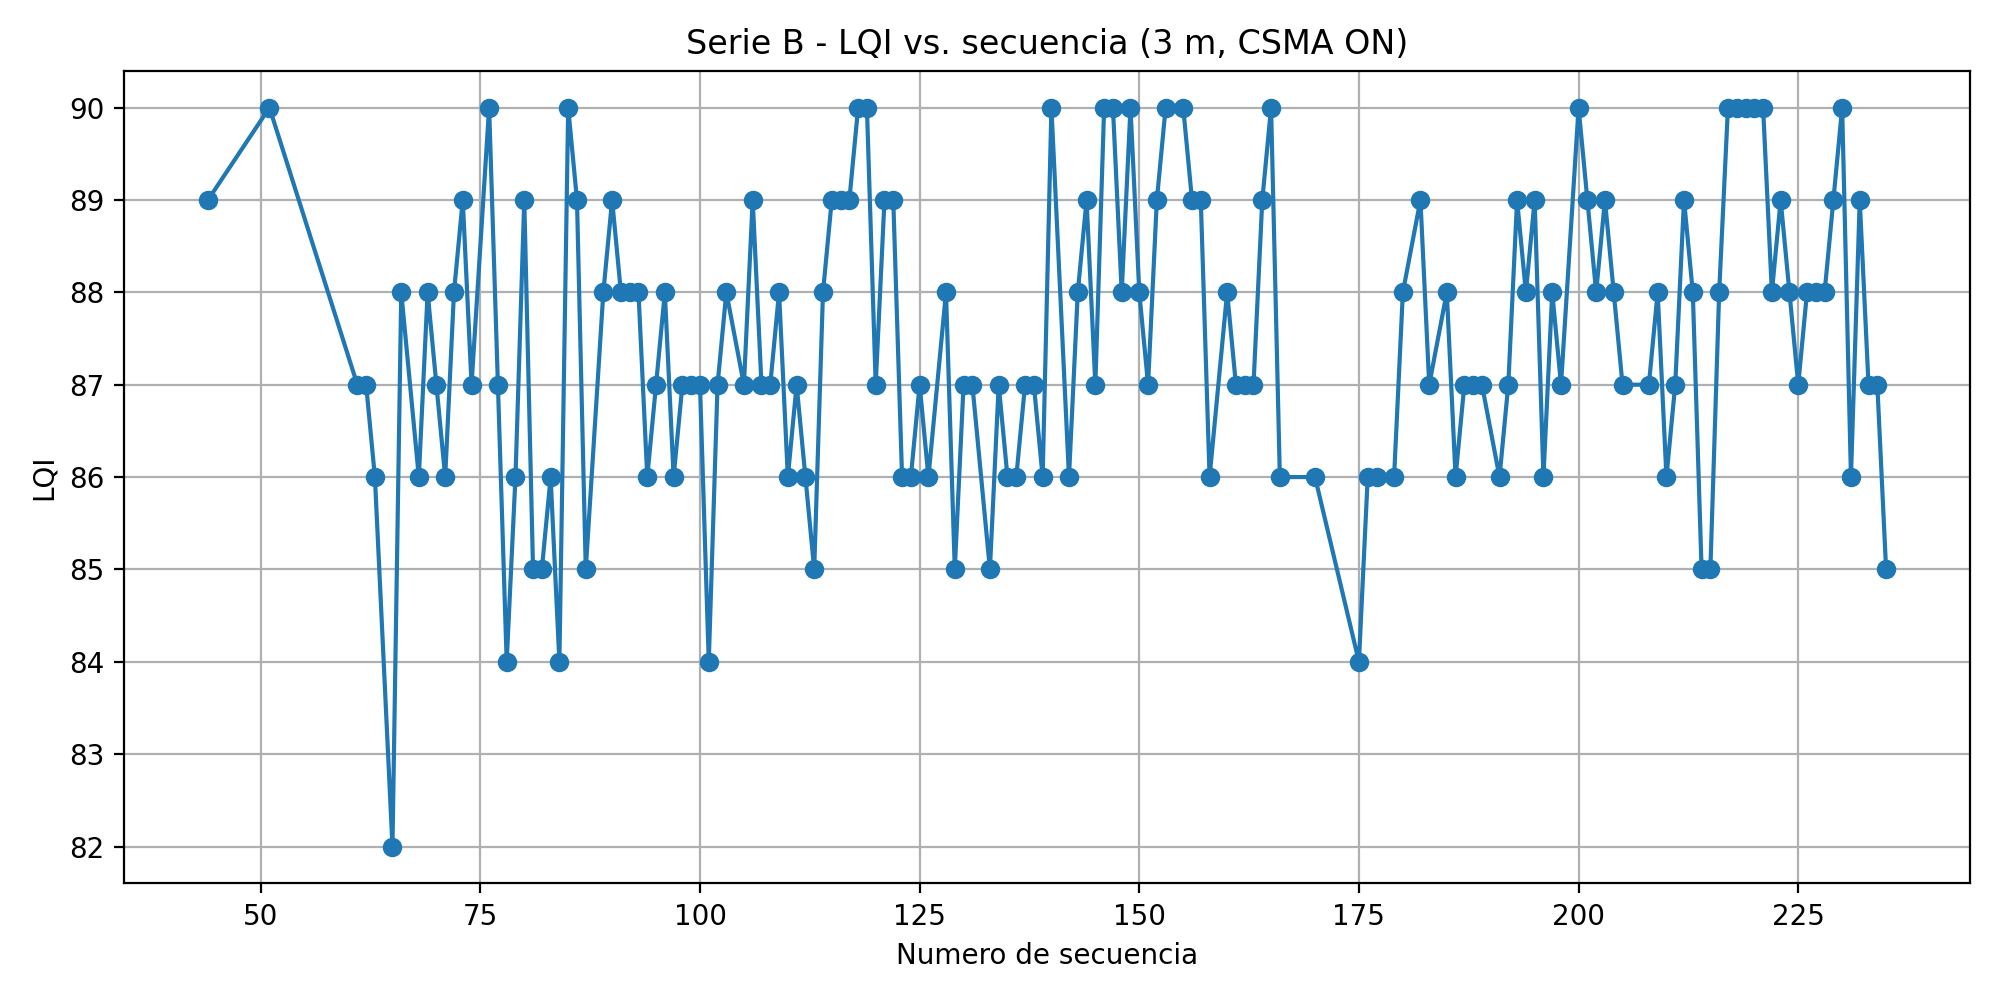 Serie B - LQI vs. secuencia (3 m, CSMA ON)
90
89
88
87
86
85
84
83
82
LQI
50 75 100 125 150 175 200 225
Numero de secuencia